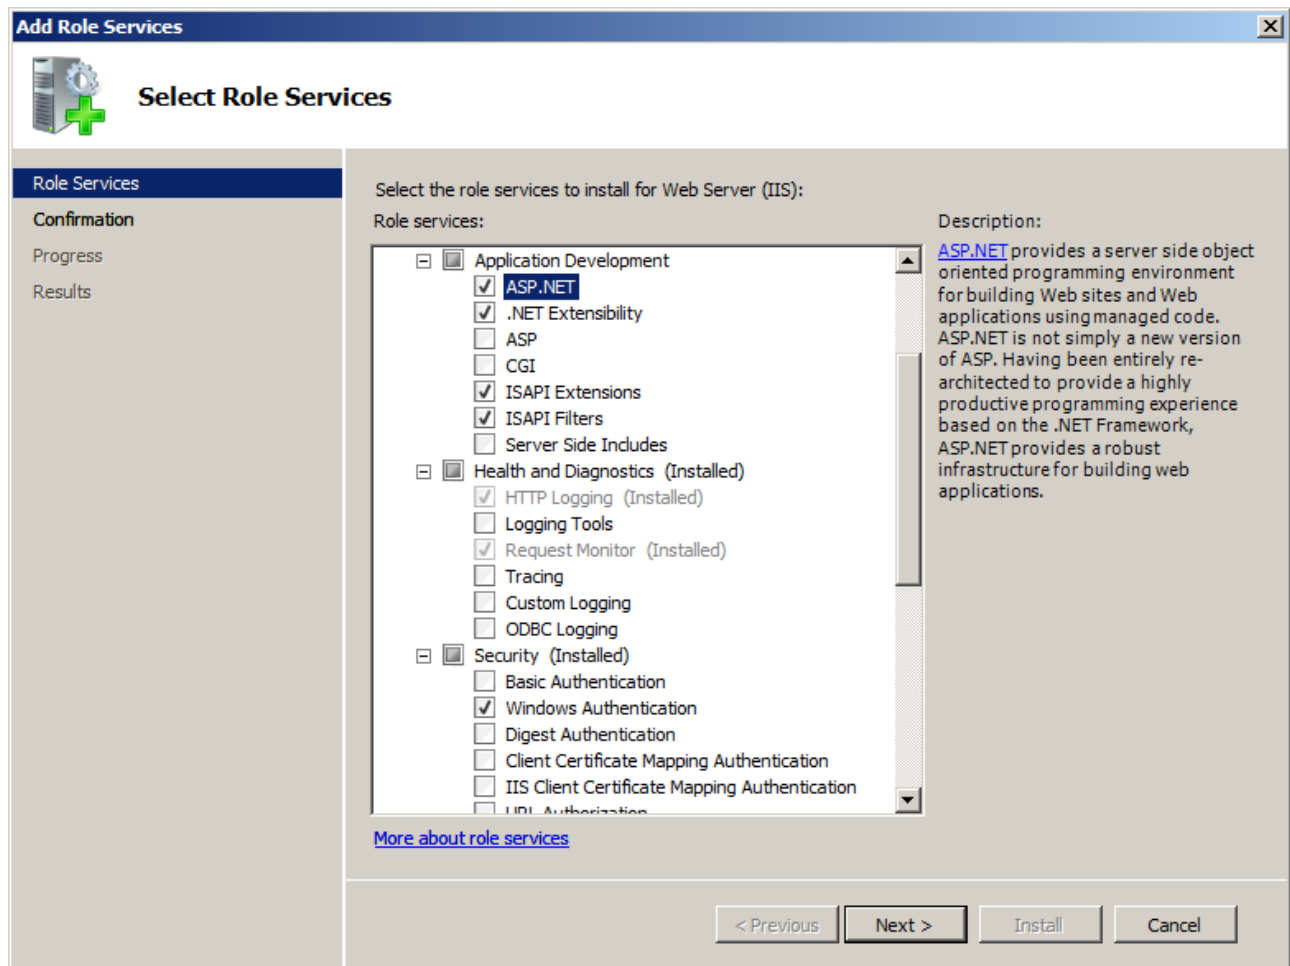 Add Role Services
Select Role Services
Role Services
Confirmation
Progress
Results
Select the role services to install for Web Server (IIS):
Role services:
Application Development
ASP.NET
.NET Extensibility
ASP
CGI
ISAPI Extensions
ISAPI Filters
Server Side Includes
Health and Diagnostics (Installed)
HTTP Logging (Installed)
Logging Tools
Request Monitor (Installed)
Tracing
Custom Logging
ODBC Logging
Security (Installed)
Basic Authentication
Windows Authentication
Digest Authentication
Client Certificate Mapping Authentication
IIS Client Certificate Mapping Authentication
URL Authorization
More about role services
Description:
ASP.NET provides a server side object
oriented programming environment
for building Web sites and Web
applications using managed code.
ASP.NET is not simply a new version
of ASP. Having been entirely re-
architected to provide a highly
productive programming experience
based on the .NET Framework,
ASP.NET provides a robust
infrastructure for building web
applications.
< Previous
Next >
Install
Cancel